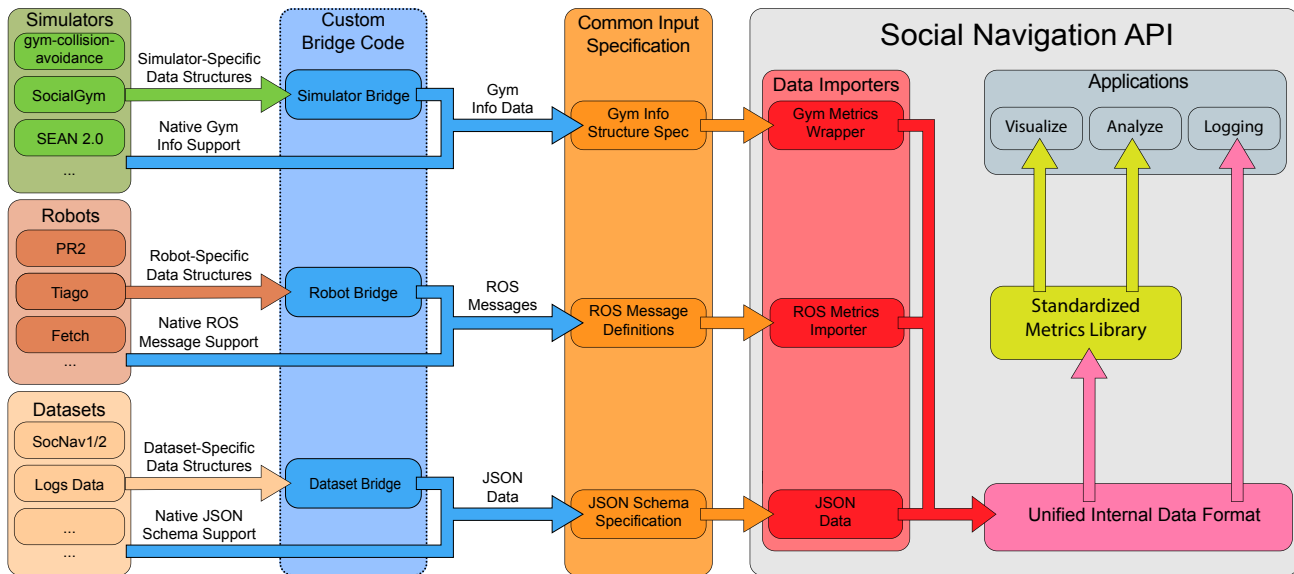 Simulators
gym-collision-
avoidance
SocialGym
SEAN 2.0
...
Simulator-Specific
Data Structures
Native Gym
Info Support
Robots
PR2
Tiago
Fetch
...
Robot-Specific
Data Structures
Native ROS
Message Support
Datasets
SocNav1/2
Logs Data
...
...
Dataset-Specific
Data Structures
Native JSON
Schema Support
Custom
Bridge Code
Simulator Bridge
Robot Bridge
Dataset Bridge
Gym
Info Data
ROS
Messages
JSON
Data
Common Input
Specification
Gym Info
Structure Spec
ROS Message
Definitions
JSON Schema
Specification
Social Navigation API
Data Importers
Gym Metrics
Wrapper
ROS Metrics
Importer
JSON
Data
Applications
Visualize
Analyze
Logging
Standardized
Metrics Library
Unified Internal Data Format